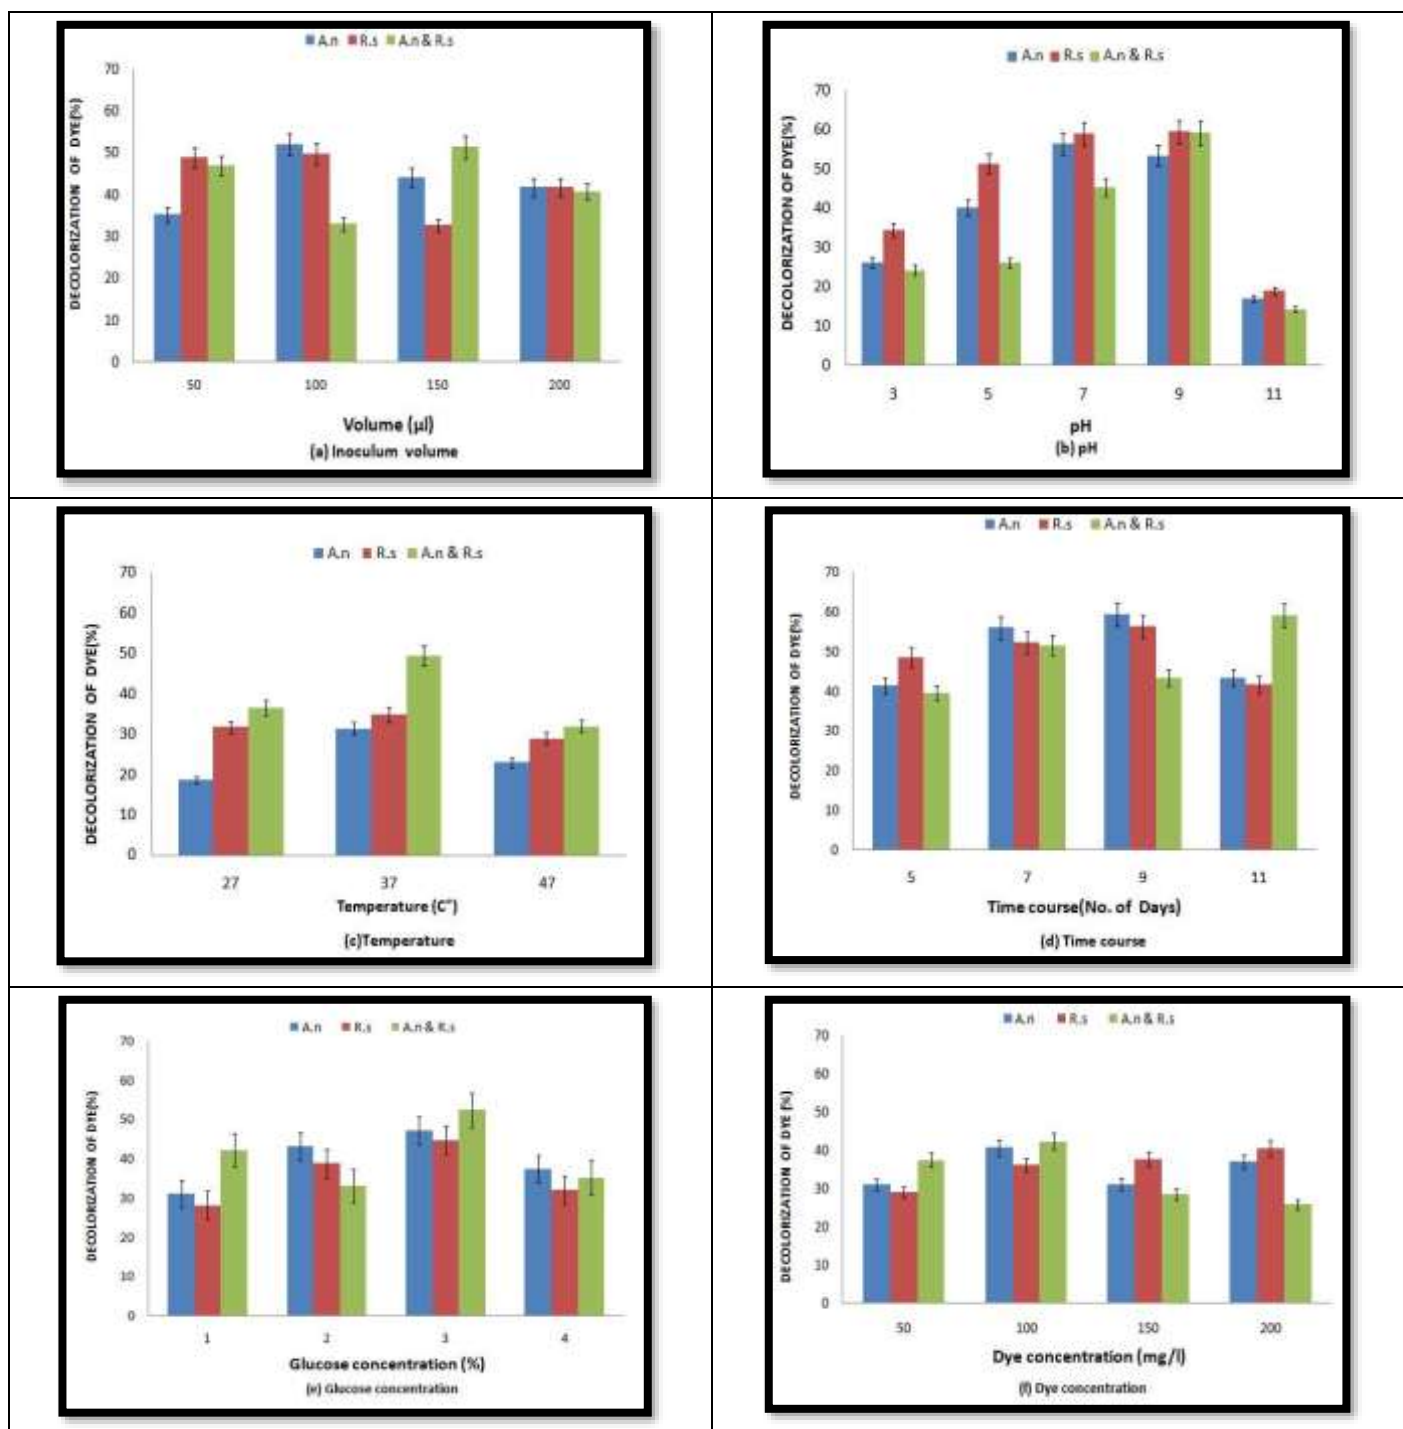 A.n R.s A.n & R.s
DECOLORIZATION OF DYE(%)
70
60
50
40
30
20
10
0
50 100 150 200
Volume (µl)
(a) Inoculum volume
A.n R.s A.n & R.s
DECOLORIZATION OF DYE(%)
70
60
50
40
30
20
10
0
3 5 7 9 11
pH
(b) pH
A.n R.s A.n & R.s
DECOLORIZATION OF DYE(%)
70
60
50
40
30
20
10
0
27 37 47
Temperature (C°)
(c)Temperature
A.n R.s A.n & R.s
DECOLORIZATION OF DYE(%)
70
60
50
40
30
20
10
0
5 7 9 11
Time course(No. of Days)
(d) Time course
A.n R.s A.n & R.s
DECOLORIZATION OF DYE(%)
70
60
50
40
30
20
10
0
1 2 3 4
Glucose concentration (%)
(e) Glucose concentration
A.n R.s A.n & R.s
DECOLORIZATION OF DYE (%)
70
60
50
40
30
20
10
0
50 100 150 200
Dye concentration (mg/l)
(f) Dye concentration